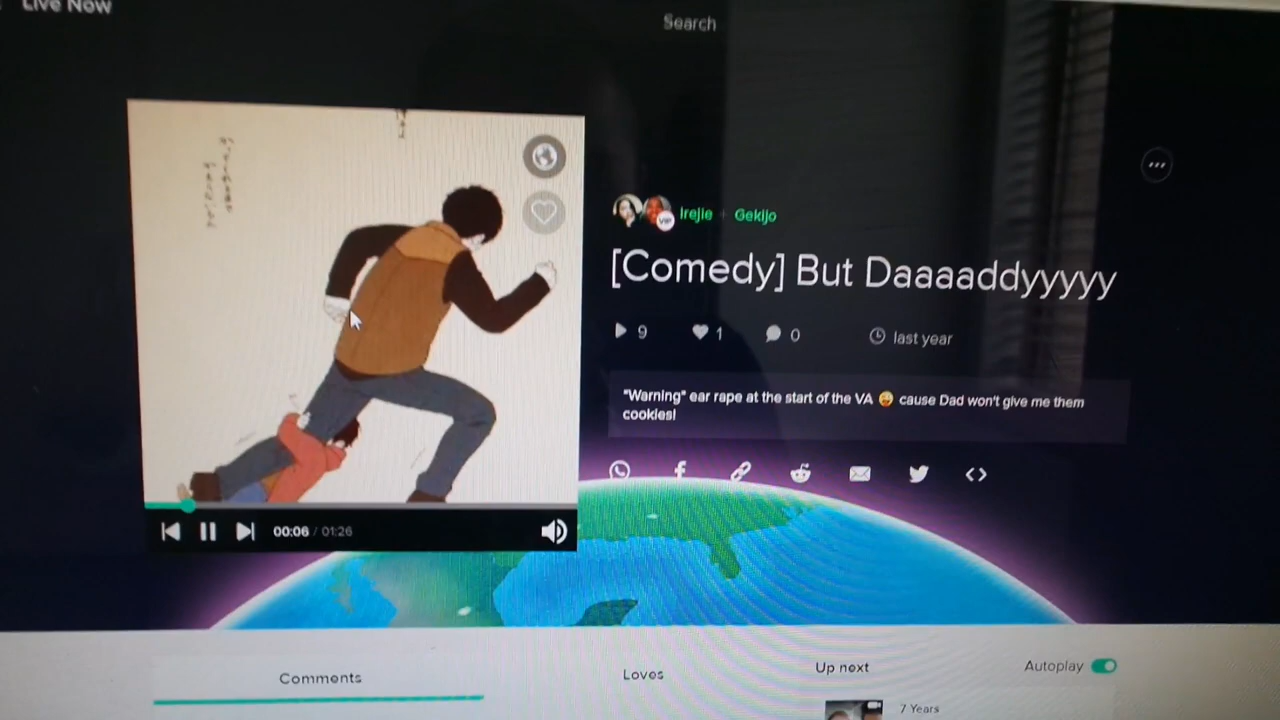 Live Now
Search
VIP
Irejie + Gekijo
[Comedy] But Daaaaddyyyyy
9 1 0 last year
"Warning" ear rape at the start of the VA 😜 cause Dad won't give me them
cookies!
00:06 / 01:26
Comments Loves Up next Autoplay
7 Years